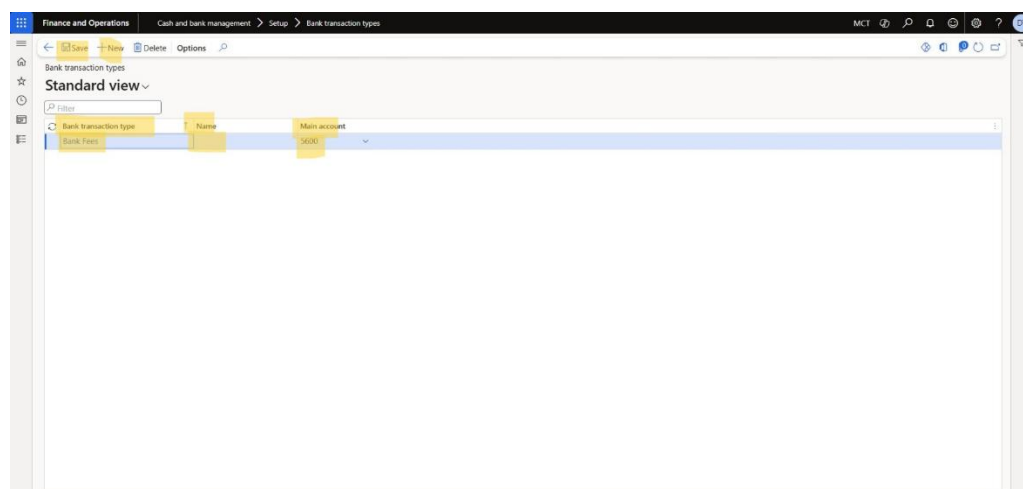 Finance and Operations Cash and bank management > Setup > Bank transaction types MCT ?
Save + New Delete Options
Bank transaction types
Standard view
Filter
Bank transaction type ↑ Name Main account
Bank Fees 5600